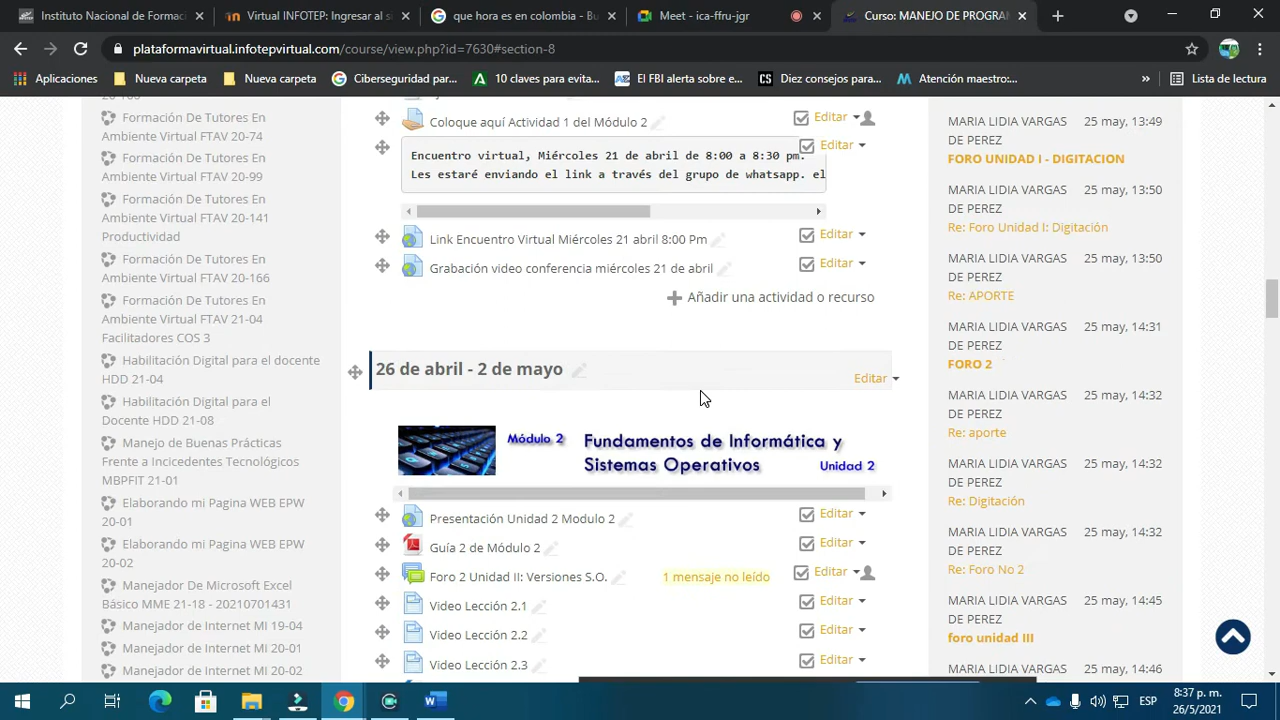 Instituto Nacional de Formaci
Virtual INFOTEP: Ingresar al si
que hora es en colombia - Bu
Meet - ica-ffru-jgr
Curso: MANEJO DE PROGRAM
plataformavirtual.infotepvirtual.com/course/view.php?id=7630#section-8
Aplicaciones
Nueva carpeta
Nueva carpeta
Ciberseguridad par...
10 claves para evita...
El FBI alerta sobre e...
Diez consejos para...
Atención maestro:...
»
Lista de lectura
Formación De Tutores En
Ambiente Virtual FTAV 20-74
Formación De Tutores En
Ambiente Virtual FTAV 20-99
Formación De Tutores En
Ambiente Virtual FTAV 20-141
Productividad
Formación De Tutores En
Ambiente Virtual FTAV 20-166
Formación De Tutores En
Ambiente Virtual FTAV 21-04
Facilitadores COS 3
Habilitación Digital para el docente
HDD 21-04
Habilitación Digital para el
Docente HDD 21-08
Manejo de Buenas Prácticas
Frente a Incicedentes Tecnológicos
MBPFIT 21-01
Elaborando mi Pagina WEB EPW
20-01
Elaborando mi Pagina WEB EPW
20-02
Manejador De Microsoft Excel
Básico MME 21-18 - 20210701431
Manejador de Internet MI 19-04
Manejador de Internet MI 20-01
Manejador de Internet MI 20-02
Coloque aquí Actividad 1 del Módulo 2
Editar
Encuentro virtual, Miércoles 21 de abril de 8:00 a 8:30 pm.
Editar
Les estaré enviando el link a través del grupo de whatsapp. el
Link Encuentro Virtual Miércoles 21 abril 8:00 Pm
Editar
Grabación video conferencia miércoles 21 de abril
Editar
Añadir una actividad o recurso
26 de abril - 2 de mayo
Editar
Módulo 2
Fundamentos de Informática y
Sistemas Operativos
Unidad 2
Presentación Unidad 2 Modulo 2
Editar
Guía 2 de Módulo 2
Editar
Foro 2 Unidad II: Versiones S.O.
1 mensaje no leído
Editar
Video Lección 2.1
Editar
Video Lección 2.2
Editar
Video Lección 2.3
Editar
MARIA LIDIA VARGAS 25 may, 13:49
DE PEREZ
FORO UNIDAD I - DIGITACION
MARIA LIDIA VARGAS 25 may, 13:50
DE PEREZ
Re: Foro Unidad I: Digitación
MARIA LIDIA VARGAS 25 may, 13:50
DE PEREZ
Re: APORTE
MARIA LIDIA VARGAS 25 may, 14:31
DE PEREZ
FORO 2
MARIA LIDIA VARGAS 25 may, 14:32
DE PEREZ
Re: aporte
MARIA LIDIA VARGAS 25 may, 14:32
DE PEREZ
Re: Digitación
MARIA LIDIA VARGAS 25 may, 14:32
DE PEREZ
Re: Foro No 2
MARIA LIDIA VARGAS 25 may, 14:45
DE PEREZ
foro unidad III
MARIA LIDIA VARGAS 25 may, 14:46
ESP
8:37 p. m.
26/5/2021